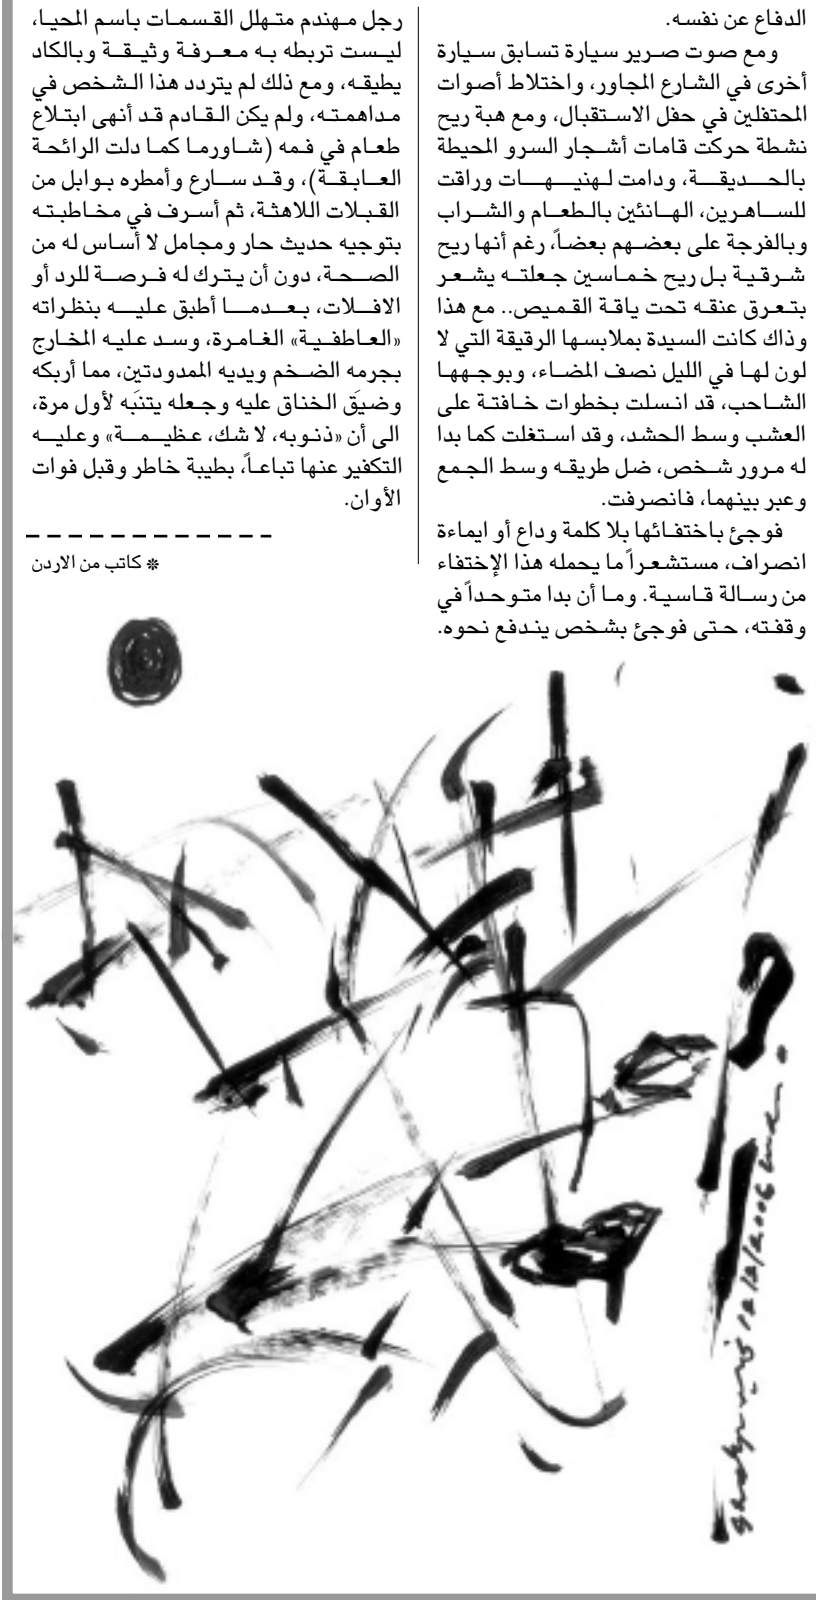 الدفاع عن نفسه.
ومع صوت صرير سيارة تسابق سيارة
أخرى في الشارع المجاور، واختلاط أصوات
المحتفلين في حفل الاستقبال، ومع هبة ريح
نشطة حركت قامات أشجار السرو المحيطة
بالحديقة، ودامت لهنيهات وراقت
للساهرين، الهانئين بالطعام والشراب
وبالفرجة على بعضهم بعضاً، رغم أنها ريح
شرقية بل ريح خماسين جعلته يشعر
بتعرق عنقه تحت ياقة القميص.. مع هذا
وذاك كانت السيدة بملابسها الرقيقة التي لا
لون لها في الليل نصف المضاء، وبوجهها
الشاحب، قد انسلت بخطوات خافتة على
العشب وسط الحشد، وقد استغلت كما بدا
له مرور شخص، ضل طريقه وسط الجمع
وعبر بينهما، فانصرفت.
فوجئ باختفائها بلا كلمة وداع أو ايماءة
انصراف، مستشعراً ما يحمله هذا الإختفاء
من رسالة قاسية. وما أن بدا متوحداً في
وقفته، حتى فوجئ بشخص يندفع نحوه.
رجل مهندم متهلل القسمات باسم المحيا،
ليست تربطه به معرفة وثيقة وبالكاد
يطيقه، ومع ذلك لم يتردد هذا الشخص في
مداهمته، ولم يكن القادم قد أنهى ابتلاع
طعام في فمه (شاورما كما دلت الرائحة
العابقة)، وقد سارع وأمطره بوابل من
القبلات اللاهثة، ثم أسرف في مخاطبته
بتوجيه حديث حار ومجامل لا أساس له من
الصحة، دون أن يترك له فرصة للرد أو
الافلات، بعدما أطبق عليه بنظراته
«العاطفية» الغامرة، وسد عليه المخارج
بجرمه الضخم ويديه الممدودتين، مما أربكه
وضيَق الخناق عليه وجعله يتنبَه لأول مرة،
الى أن «ذنوبه، لا شك، عظيمة» وعليه
التكفير عنها تباعاً، بطيبة خاطر وقبل فوات
الأوان.
* كاتب من الاردن